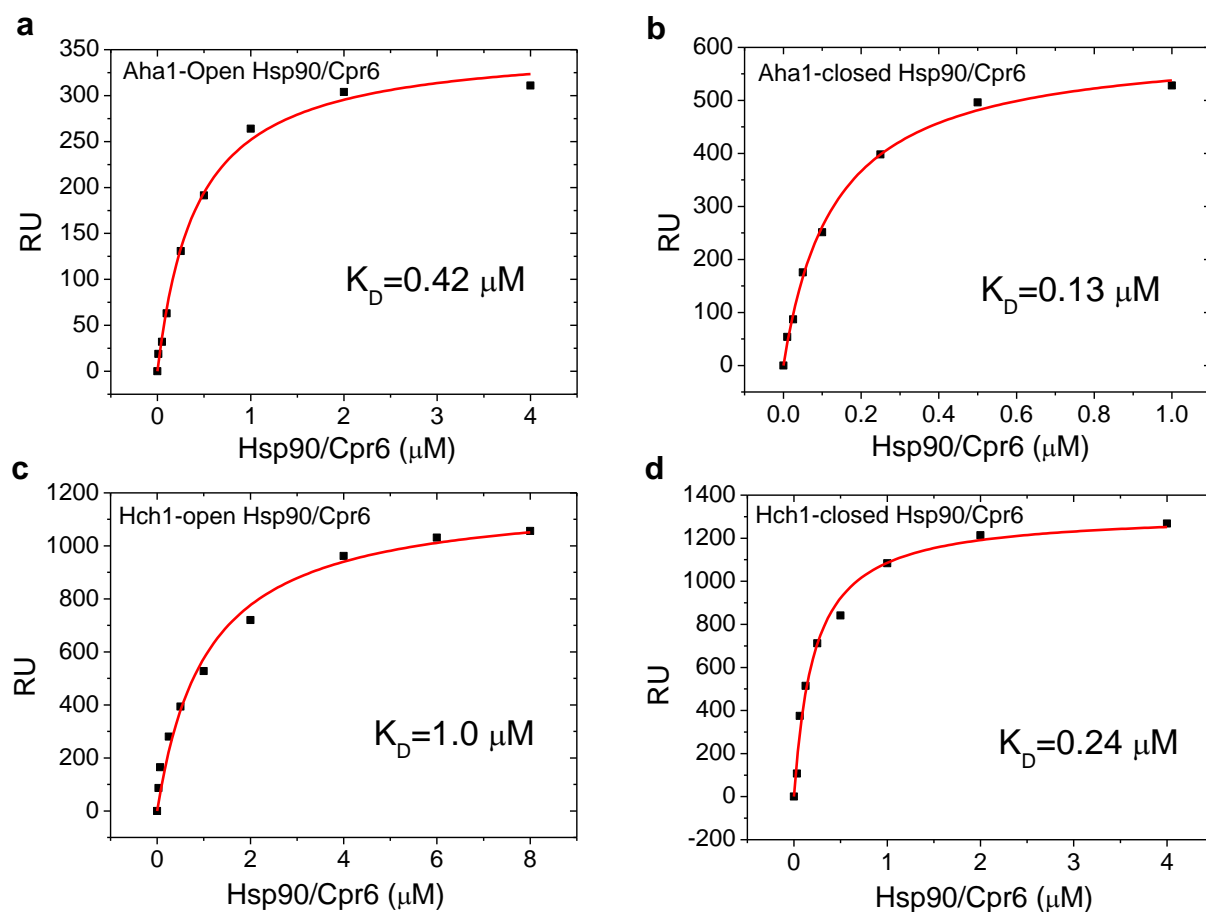 a
350
300
250
200
150
100
50
0
RU
Aha1-Open Hsp90/Cpr6
K_D=0.42 μM
0 1 2 3 4
Hsp90/Cpr6 (μM)
b
600
500
400
300
200
100
0
RU
Aha1-closed Hsp90/Cpr6
K_D=0.13 μM
0.0 0.2 0.4 0.6 0.8 1.0
Hsp90/Cpr6 (μM)
c
1200
1000
800
600
400
200
0
RU
Hch1-open Hsp90/Cpr6
K_D=1.0 μM
0 2 4 6 8
Hsp90/Cpr6 (μM)
d
1400
1200
1000
800
600
400
200
0
-200
RU
Hch1-closed Hsp90/Cpr6
K_D=0.24 μM
0 1 2 3 4
Hsp90/Cpr6 (μM)